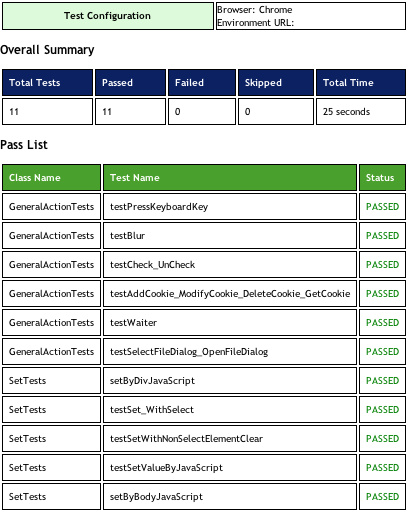 Test Configuration
Browser: Chrome
Environment URL:
Overall Summary
Total Tests Passed Failed Skipped Total Time
11 11 0 0 25 seconds
Pass List
Class Name Test Name Status
GeneralActionTests testPressKeyboardKey PASSED
GeneralActionTests testBlur PASSED
GeneralActionTests testCheck_UnCheck PASSED
GeneralActionTests testAddCookie_ModifyCookie_DeleteCookie_GetCookie PASSED
GeneralActionTests testWaiter PASSED
GeneralActionTests testSelectFileDialog_OpenFileDialog PASSED
SetTests setByDivJavaScript PASSED
SetTests testSet_WithSelect PASSED
SetTests testSetWithNonSelectElementClear PASSED
SetTests testSetValueByJavaScript PASSED
SetTests setByBodyJavaScript PASSED